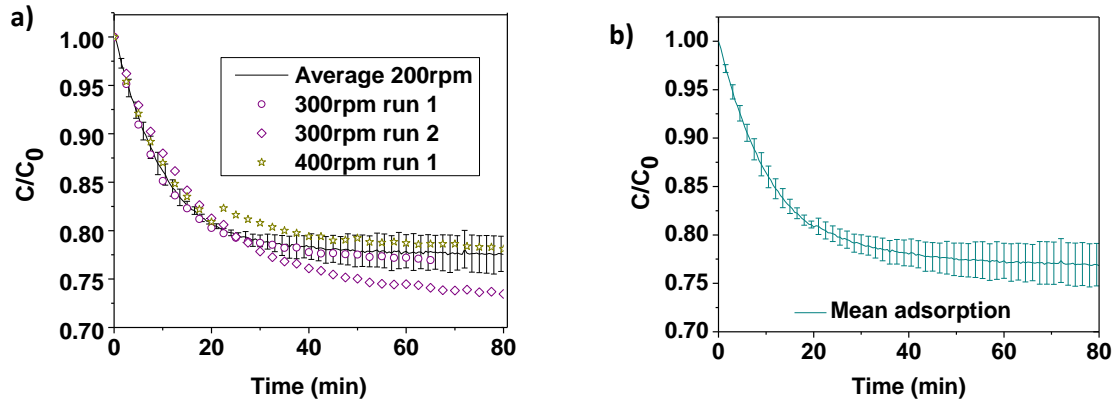 a)
1.00
0.95
0.90
0.85
0.80
0.75
0.70
C/C0
Average 200rpm
300rpm run 1
300rpm run 2
400rpm run 1
0 20 40 60 80
Time (min)
b)
1.00
0.95
0.90
0.85
0.80
0.75
0.70
C/C0
Mean adsorption
0 20 40 60 80
Time (min)